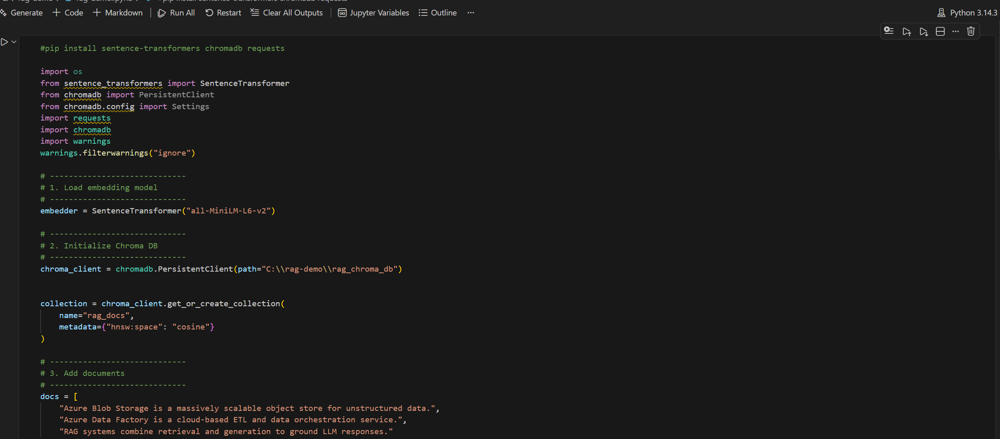 Generate + Code + Markdown Run All Restart Clear All Outputs Jupyter Variables Outline ... Python 3.14.3
#pip install sentence-transformers chromadb requests
import os
from sentence_transformers import SentenceTransformer
from chromadb import PersistentClient
from chromadb.config import Settings
import requests
import chromadb
import warnings
warnings.filterwarnings("ignore")
# -----------------------------
# 1. Load embedding model
# -----------------------------
embedder = SentenceTransformer("all-MiniLM-L6-v2")
# -----------------------------
# 2. Initialize Chroma DB
# -----------------------------
chroma_client = chromadb.PersistentClient(path="C:\\rag-demo\\rag_chroma_db")
collection = chroma_client.get_or_create_collection(
    name="rag_docs",
    metadata={"hnsw:space": "cosine"}
)
# -----------------------------
# 3. Add documents
# -----------------------------
docs = [
    "Azure Blob Storage is a massively scalable object store for unstructured data.",
    "Azure Data Factory is a cloud-based ETL and data orchestration service.",
    "RAG systems combine retrieval and generation to ground LLM responses."